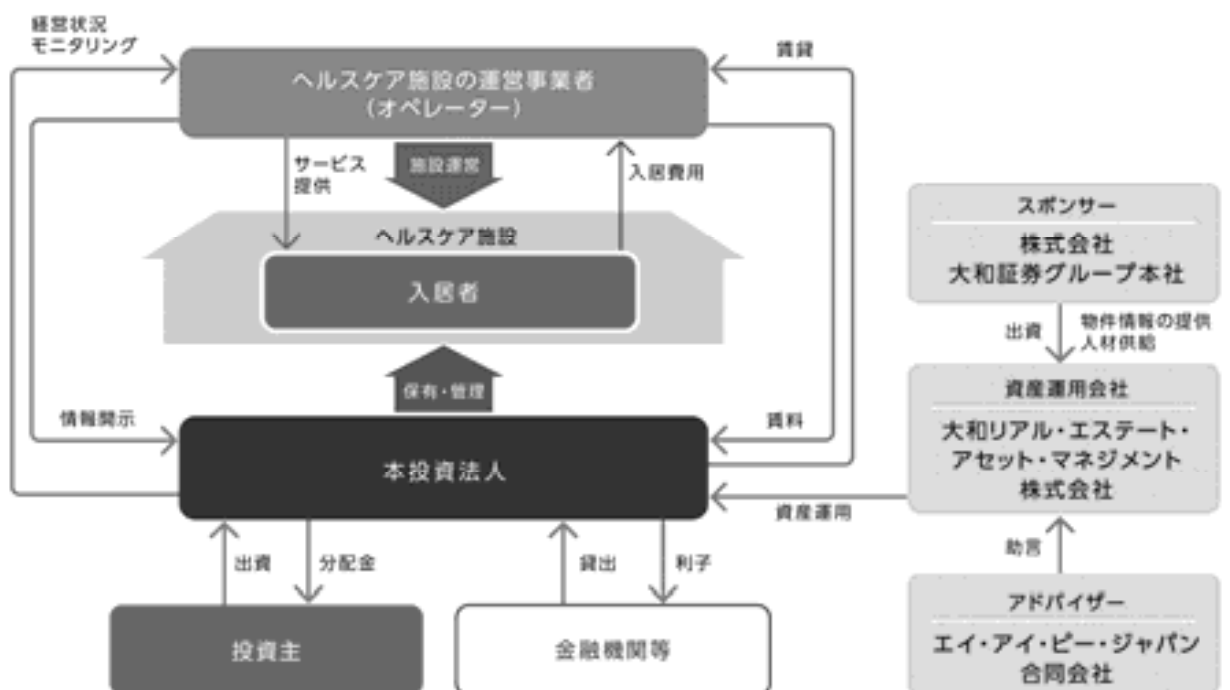 経営状況
モニタリング
賃貸
ヘルスケア施設の運営事業者
(オペレーター)
サービス
提供
施設運営
入居費用
ヘルスケア施設
入居者
スポンサー
株式会社
大和証券グループ本社
出資
物件情報の提供
人材供給
保有・管理
情報開示
賃料
資産運用会社
大和リアル・エステート・
アセット・マネジメント
株式会社
本投資法人
資産運用
出資
分配金
貸出
利子
助言
投資主
金融機関等
アドバイザー
エイ・アイ・ピー・ジャパン
合同会社